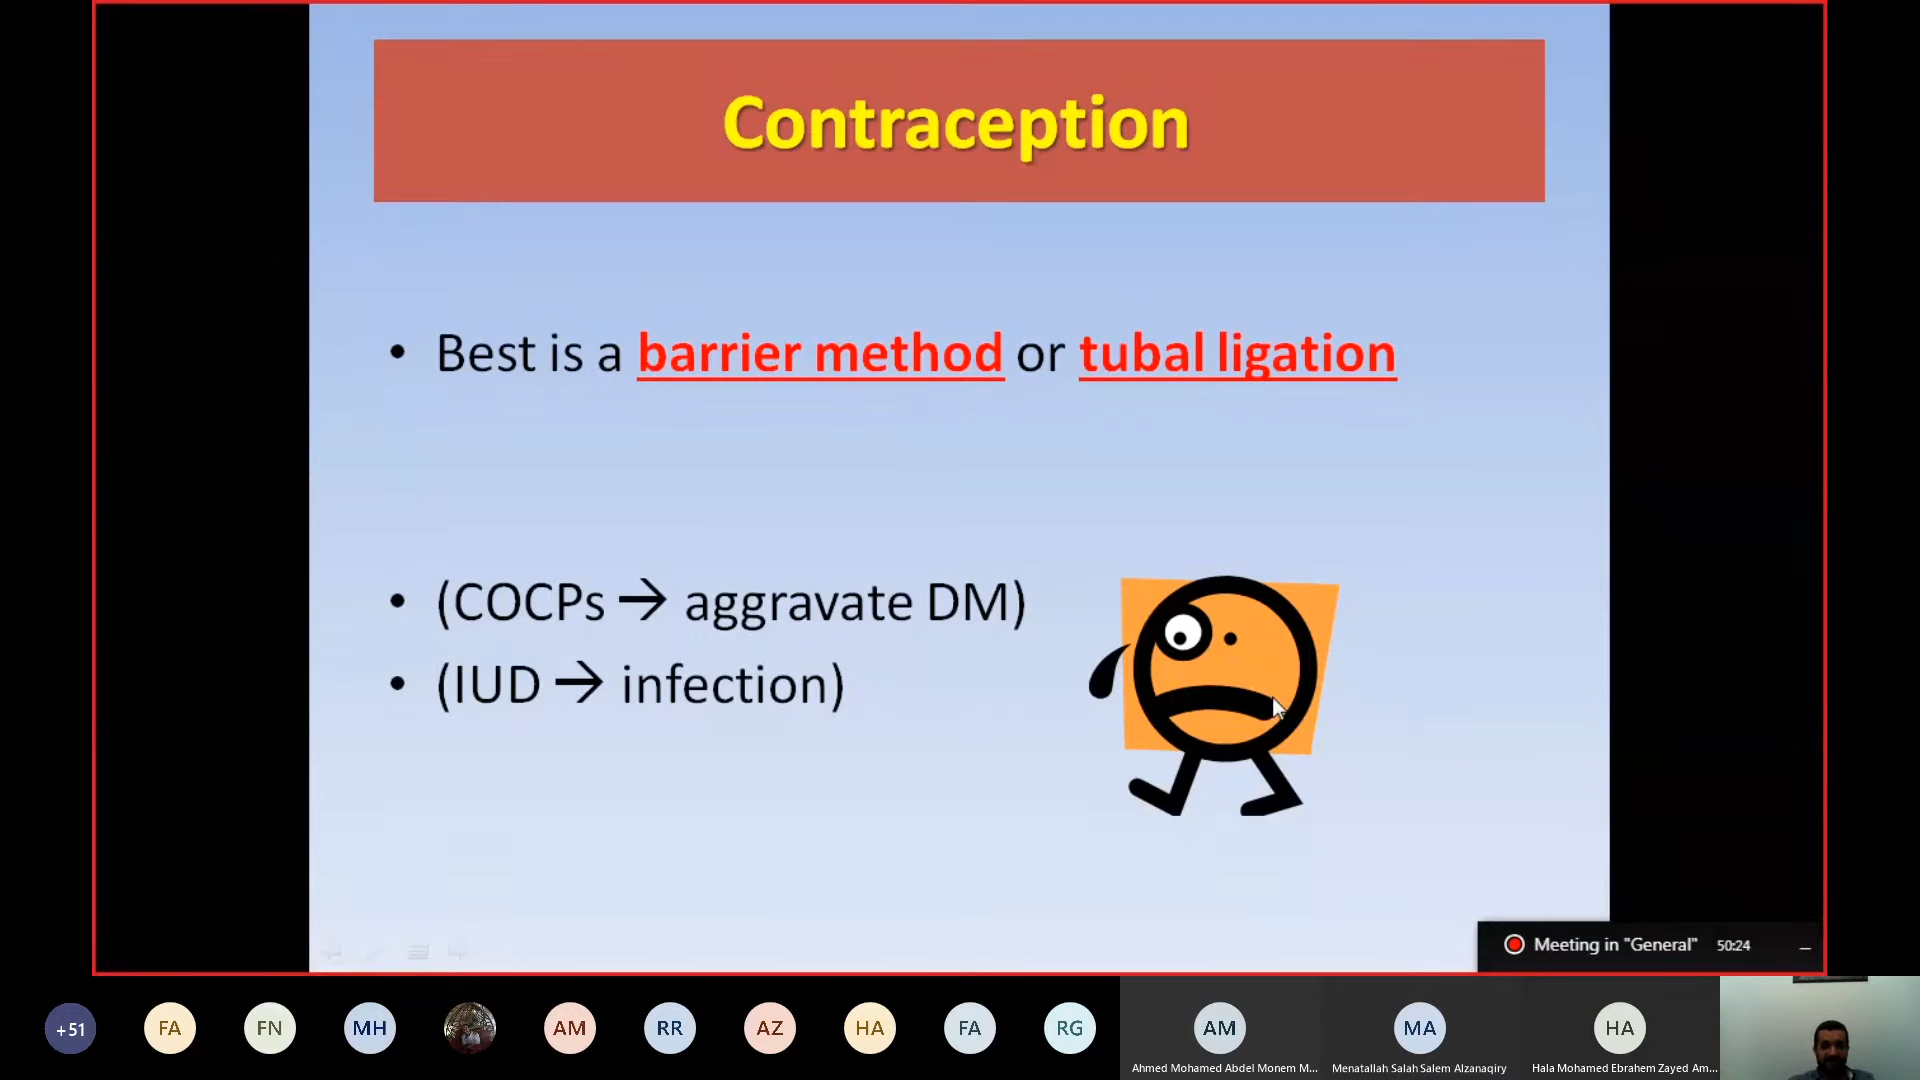 Contraception
• Best is a barrier method or tubal ligation
• (COCPs → aggravate DM)
• (IUD → infection)
Meeting in "General" 50:24
+51 FA FN MH AM RR AZ HA FA RG AM MA HA
Ahmed Mohamed Abdel Monem M... Menatallah Salah Salem Alzanaqiry Hala Mohamed Ebrahem Zayed Am...